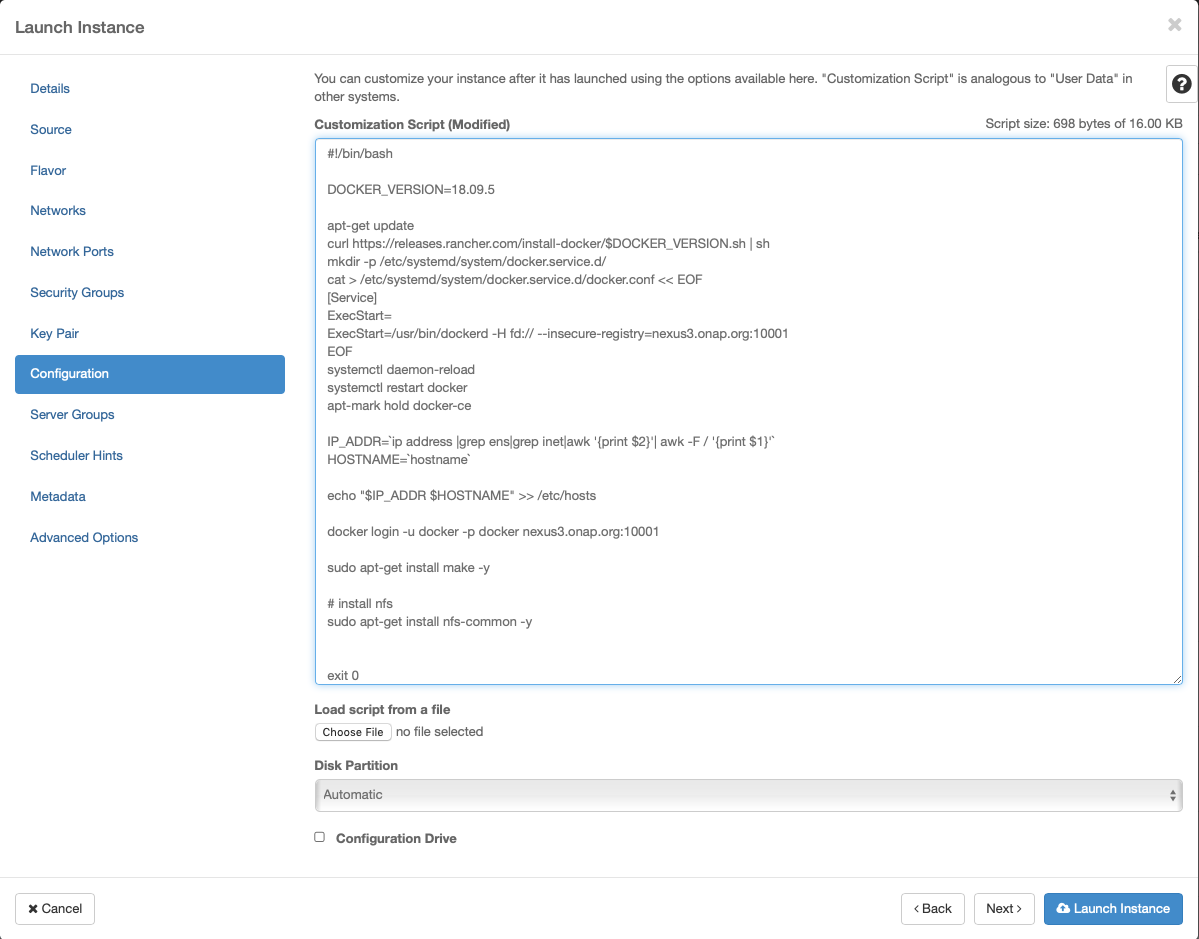 Launch Instance
Details
Source
Flavor
Networks
Network Ports
Security Groups
Key Pair
Configuration
Server Groups
Scheduler Hints
Metadata
Advanced Options
You can customize your instance after it has launched using the options available here. "Customization Script" is analogous to "User Data" in
other systems.
Customization Script (Modified)
Script size: 698 bytes of 16.00 KB
#!/bin/bash
DOCKER_VERSION=18.09.5
apt-get update
curl https://releases.rancher.com/install-docker/$DOCKER_VERSION.sh | sh
mkdir -p /etc/systemd/system/docker.service.d/
cat > /etc/systemd/system/docker.service.d/docker.conf << EOF
[Service]
ExecStart=
ExecStart=/usr/bin/dockerd -H fd:// --insecure-registry=nexus3.onap.org:10001
EOF
systemctl daemon-reload
systemctl restart docker
apt-mark hold docker-ce
IP_ADDR=`ip address |grep ens|grep inet|awk '{print $2}'| awk -F / '{print $1}'`
HOSTNAME=`hostname`
echo "$IP_ADDR $HOSTNAME" >> /etc/hosts
docker login -u docker -p docker nexus3.onap.org:10001
sudo apt-get install make -y
# install nfs
sudo apt-get install nfs-common -y
exit 0
Load script from a file
Choose File no file selected
Disk Partition
Automatic
Configuration Drive
Cancel
Back
Next
Launch Instance